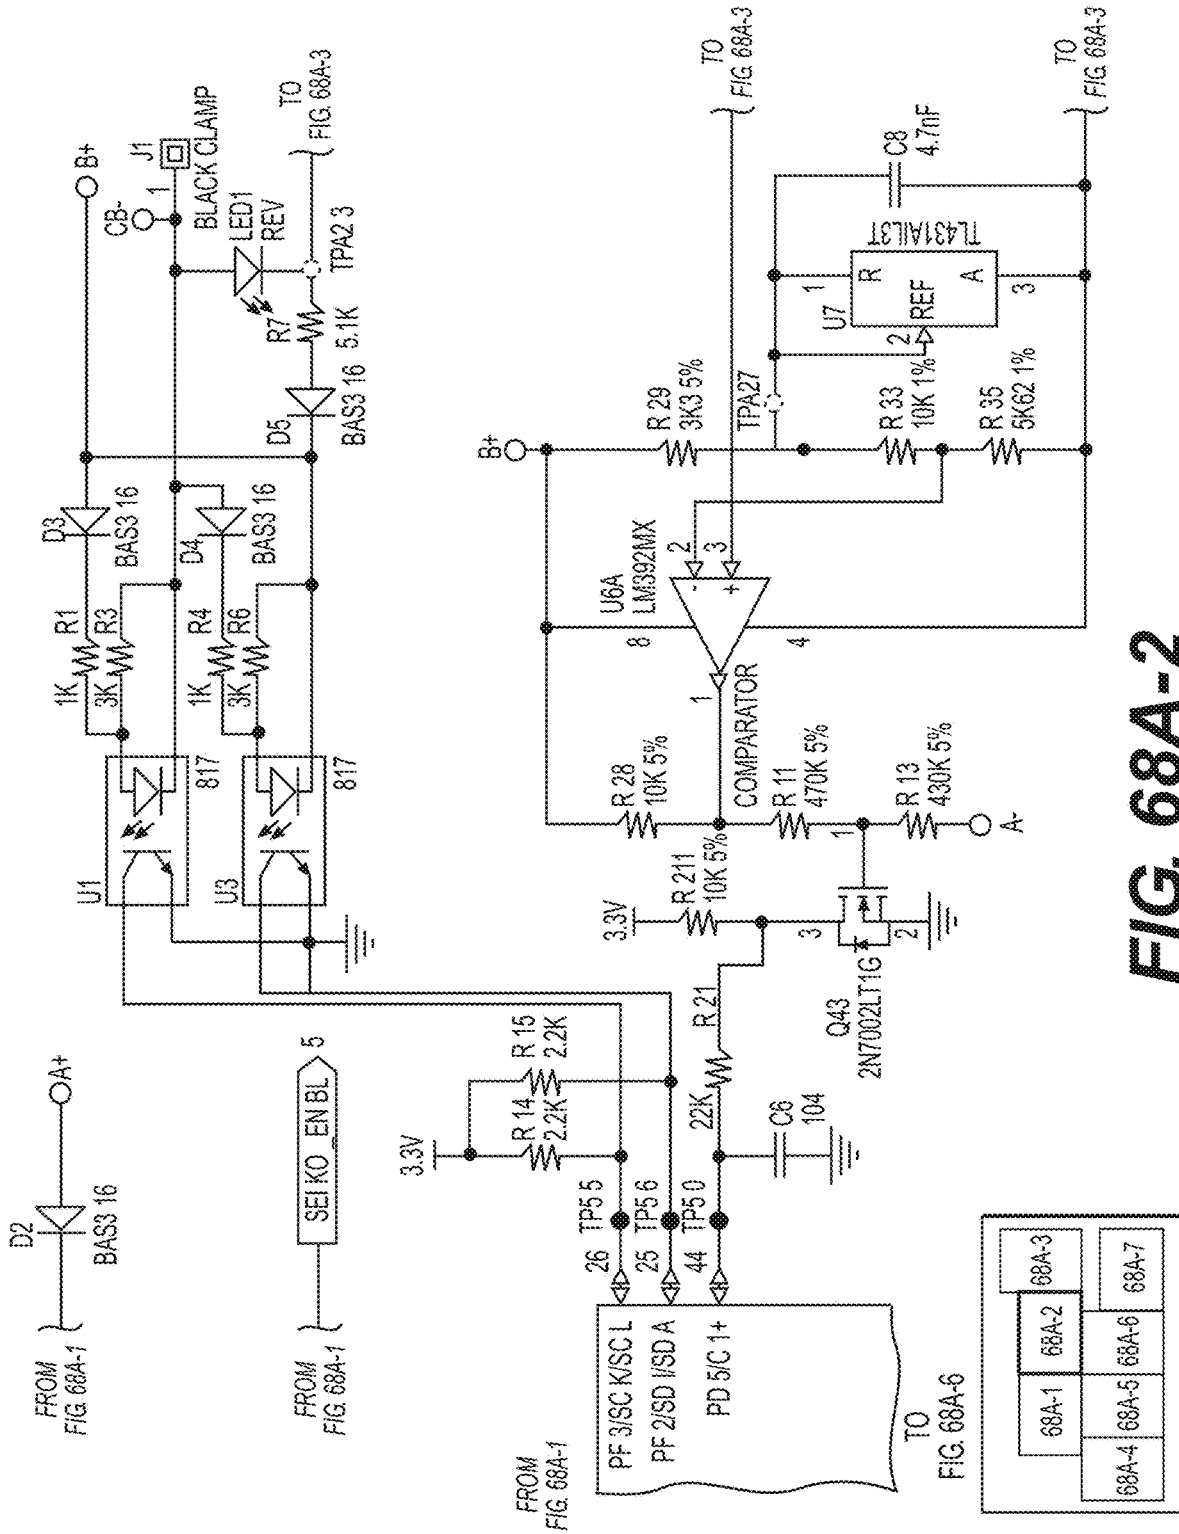 FROM
FIG. 68A-1
D2
BAS3 16
A+
FROM
FIG. 68A-1
SEI KO_EN BL
5
U1
817
1K
R1
3K
R3
D3
BAS3 16
B+
CB-
1
J1
BLACK CLAMP
U3
817
1K
R4
3K
R6
D4
BAS3 16
LED1
REV
D5
BAS3 16
R7
5.1K
TPA2 3
TO
FIG. 68A-3
3.3V
R 14
2.2K
R 15
2.2K
FROM
FIG. 68A-1
PF 3/SC K/SC L
PF 2/SD I/SD A
PD 5/C 1+
26
25
44
TP5 5
TP5 6
TP5 0
22K
R 21
C6
104
3.3V
R 211
10K 5%
3
2
1
Q43
2N7002LT1G
R 28
10K 5%
R 11
470K 5%
R 13
430K 5%
A-
COMPARATOR
1
8
4
U6A
LM392MX
2
3
-
+
B+
R 29
3K3 5%
TPA27
R 33
10K 1%
R 35
5K62 1%
U7
1
2
3
R
REF
A
TL431AIL3T
C8
4.7nF
TO
FIG. 68A-3
TO
FIG. 68A-3
TO
FIG. 68A-6
68A-1
68A-2
68A-3
68A-4
68A-5
68A-6
68A-7
FIG. 68A-2